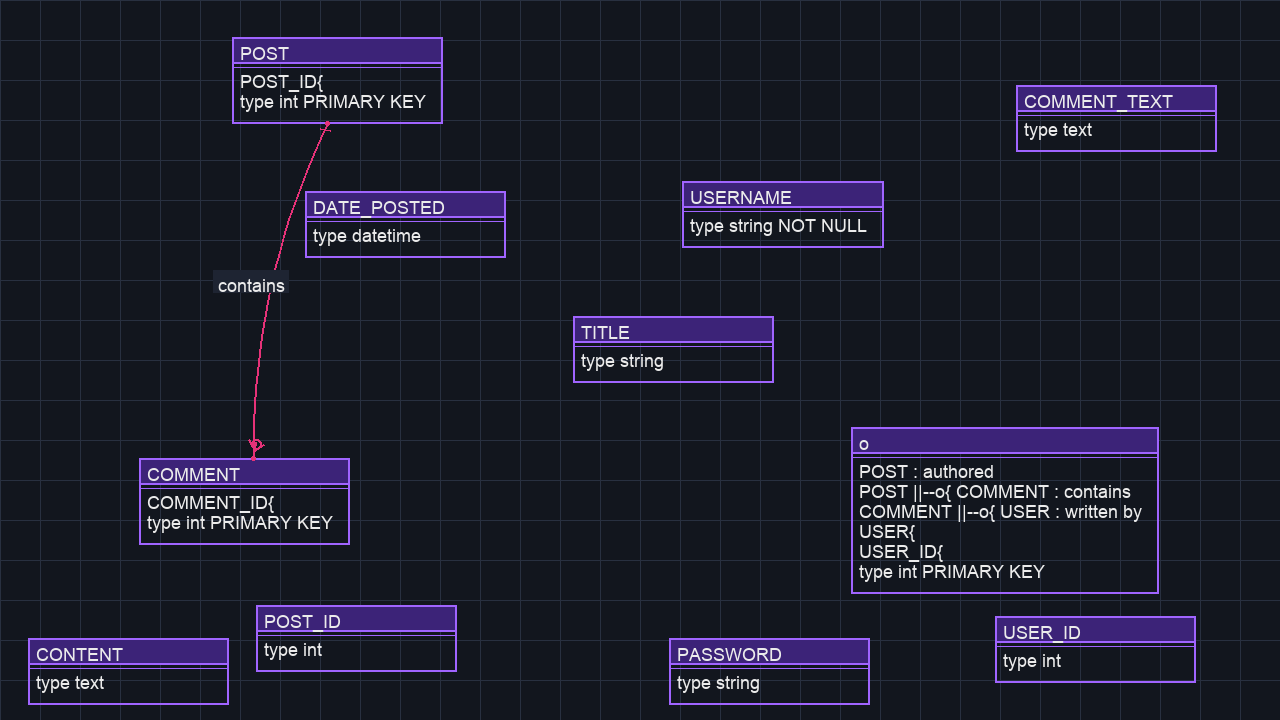 POST
POST_ID{
type int PRIMARY KEY
COMMENT_TEXT
type text
DATE_POSTED
type datetime
USERNAME
type string NOT NULL
contains
TITLE
type string
COMMENT
COMMENT_ID{
type int PRIMARY KEY
o
POST : authored
POST ||--o{ COMMENT : contains
COMMENT ||--o{ USER : written by
USER{
USER_ID{
type int PRIMARY KEY
CONTENT
type text
POST_ID
type int
PASSWORD
type string
USER_ID
type int